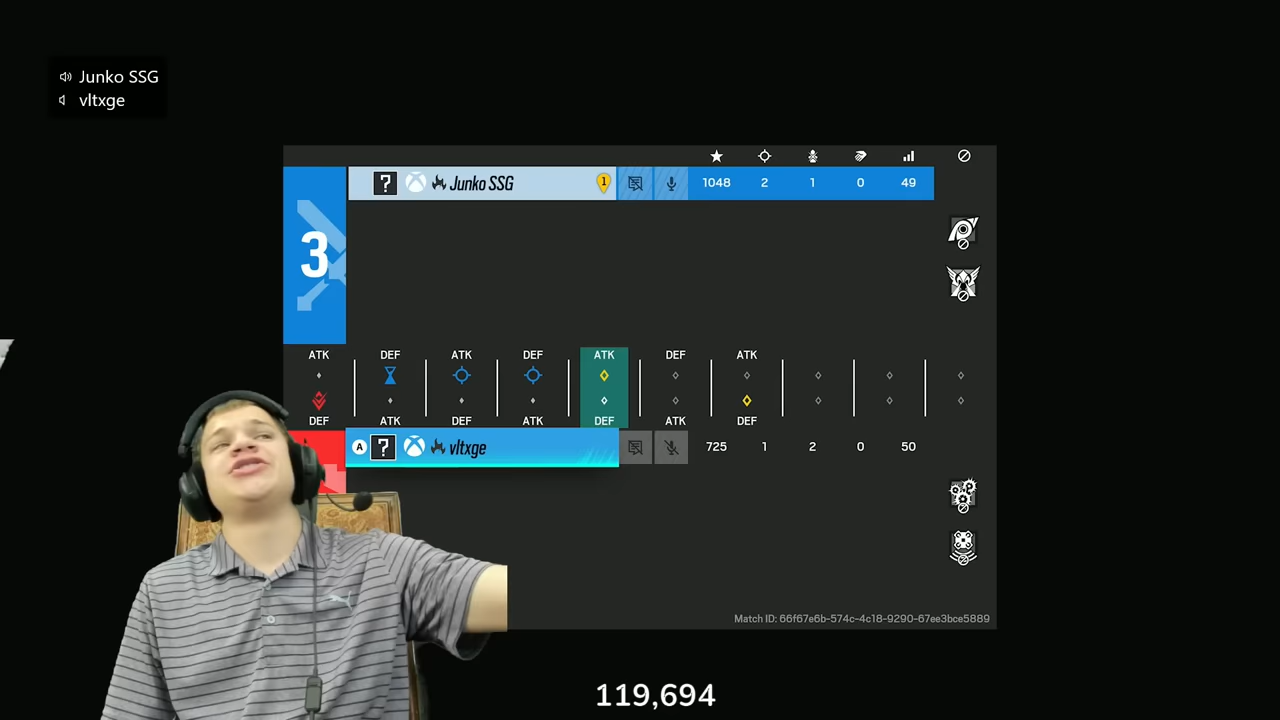 Junko SSG
vltxge
? Junko SSG 1 1048 2 1 0 49
3
ATK DEF ATK DEF ATK DEF ATK
DEF ATK DEF ATK DEF ATK DEF
A ? vltxge 725 1 2 0 50
Match ID: 66f67e6b-574c-4c18-9290-67ee3bce5889
119,694